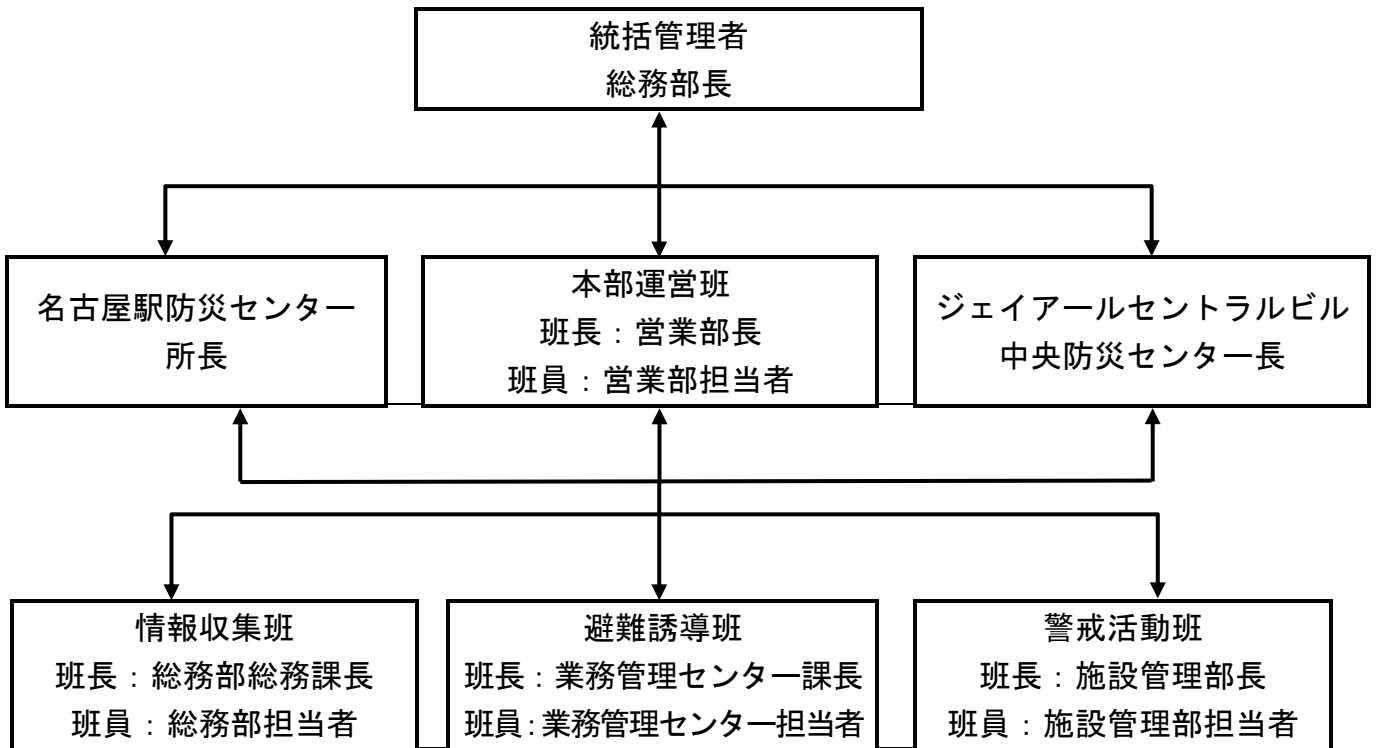 統括管理者
総務部長
名古屋駅防災センター
所長
本部運営班
班長：営業部長
班員：営業部担当者
ジェイアールセントラルビル
中央防災センター長
情報収集班
班長：総務部総務課長
班員：総務部担当者
避難誘導班
班長：業務管理センター課長
班員：業務管理センター担当者
警戒活動班
班長：施設管理部長
班員：施設管理部担当者